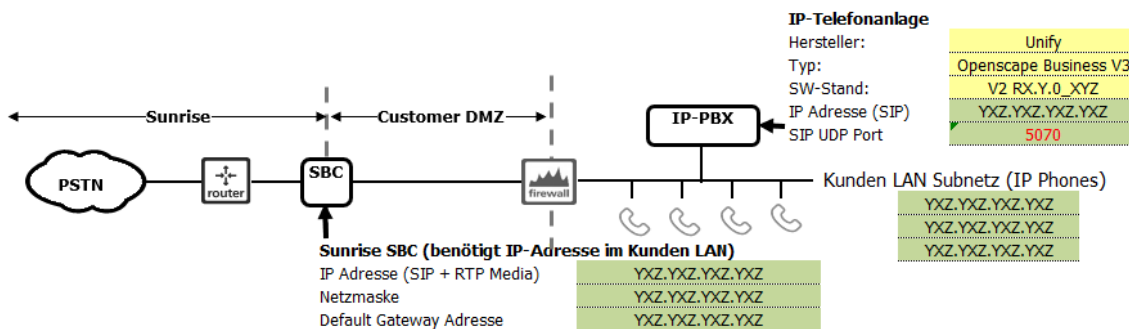 IP-Telefonanlage
Hersteller: Unify
Typ: Openscape Business V3
SW-Stand: V2 RX.Y.0_XYZ
IP Adresse (SIP) YXZ.YXZ.YXZ.YXZ
SIP UDP Port 5070
Sunrise Customer DMZ
IP-PBX
PSTN
router
SBC
firewall
Kunden LAN Subnetz (IP Phones)
YXZ.YXZ.YXZ.YXZ
YXZ.YXZ.YXZ.YXZ
YXZ.YXZ.YXZ.YXZ
Sunrise SBC (benötigt IP-Adresse im Kunden LAN)
IP Adresse (SIP + RTP Media) YXZ.YXZ.YXZ.YXZ
Netzmaske YXZ.YXZ.YXZ.YXZ
Default Gateway Adresse YXZ.YXZ.YXZ.YXZ